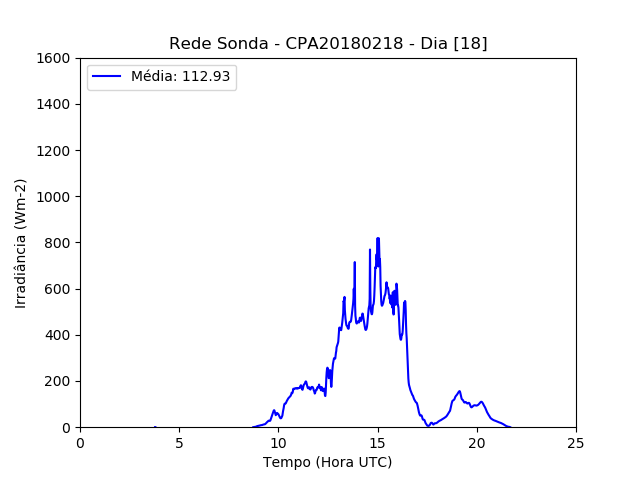 Rede Sonda - CPA20180218 - Dia [18]
Média: 112.93
Irradiância (Wm-2)
1600
1400
1200
1000
800
600
400
200
0
0 5 10 15 20 25
Tempo (Hora UTC)